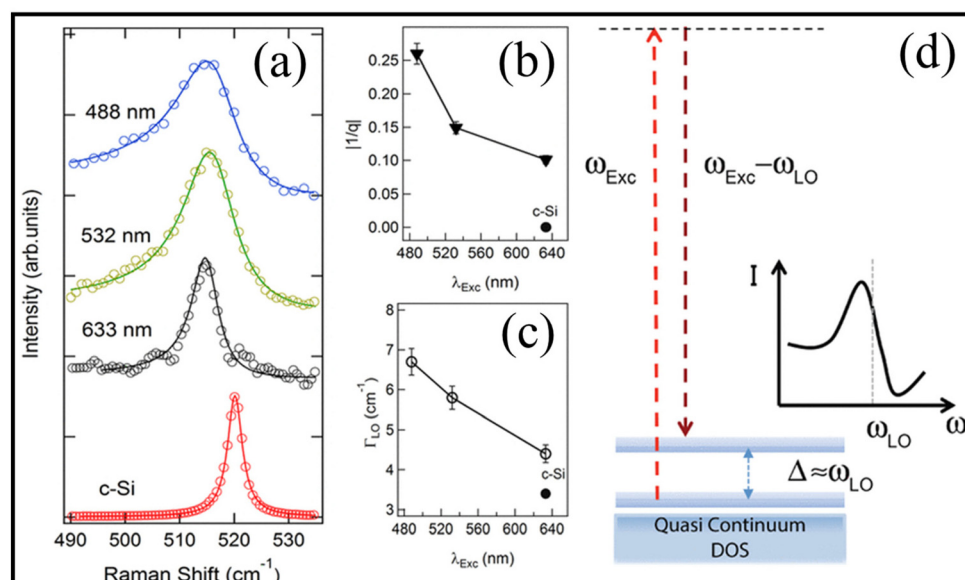 (a)
488 nm
532 nm
633 nm
c-Si
Intensity (arb.units)
490 500 510 520 530
Raman Shift (cm⁻¹)
(b)
|1/q|
0.25
0.20
0.15
0.10
0.05
0.00
c-Si
480 520 560 600 640
λExc (nm)
(c)
ΓLO (cm⁻¹)
8
7
6
5
4
3
c-Si
480 520 560 600 640
λExc (nm)
(d)
ωExc
ωExc−ωLO
I
ω
ωLO
Δ≈ωLO
Quasi Continuum
DOS